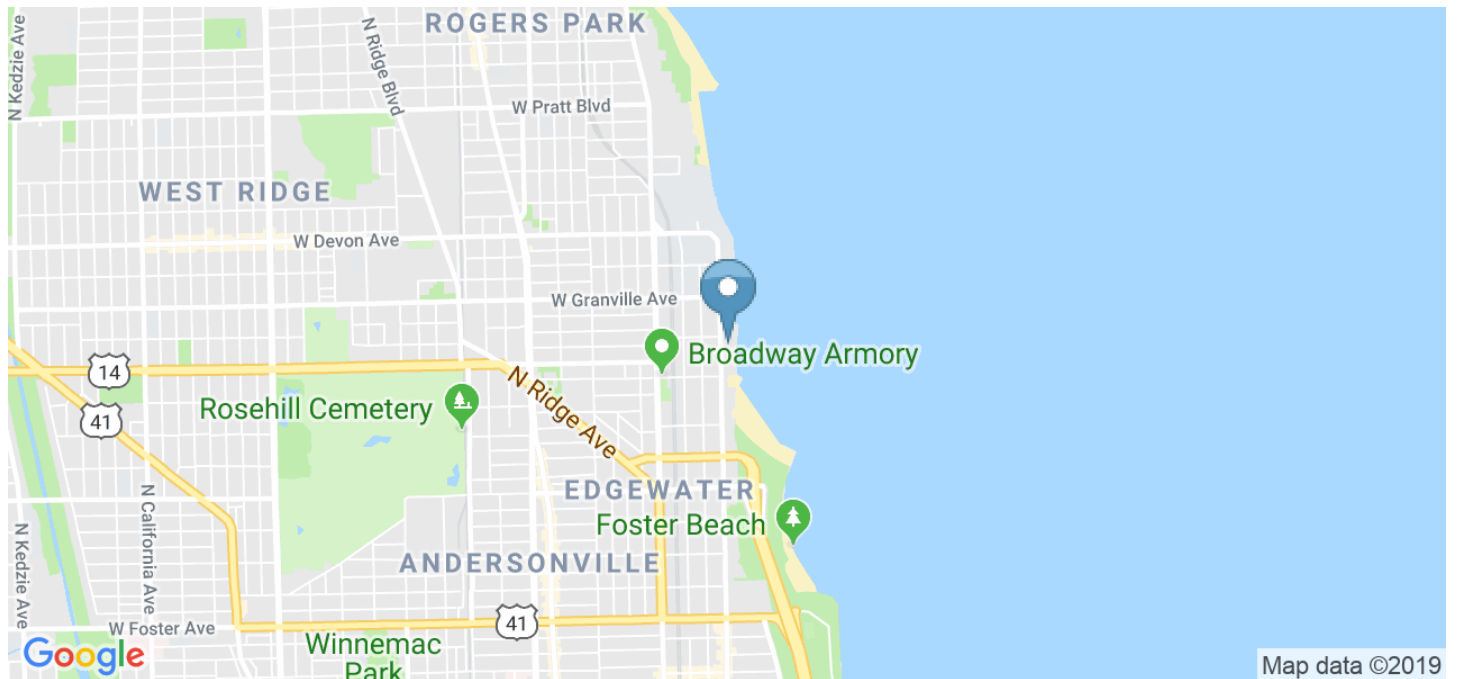 ROGERS PARK
N Kedzie Ave
N Ridge Blvd
W Pratt Blvd
WEST RIDGE
W Devon Ave
W Granville Ave
Broadway Armory
14
N Ridge Ave
Rosehill Cemetery
41
EDGEWATER
N California Ave
Foster Beach
N Kedzie Ave
ANDERSONVILLE
41
W Foster Ave
Winnemac
Park
Google
Map data ©2019